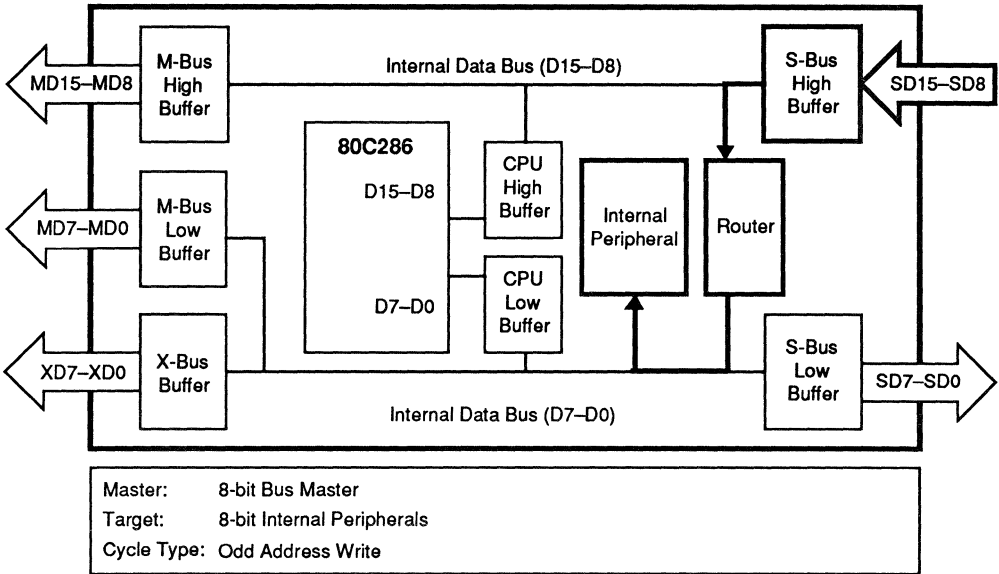 MD15–MD8
M-Bus
High
Buffer
Internal Data Bus (D15–D8)
S-Bus
High
Buffer
SD15–SD8
80C286
D15–D8
D7–D0
CPU
High
Buffer
Internal
Peripheral
Router
MD7–MD0
M-Bus
Low
Buffer
CPU
Low
Buffer
XD7–XD0
X-Bus
Buffer
S-Bus
Low
Buffer
SD7–SD0
Internal Data Bus (D7–D0)
Master: 8-bit Bus Master
Target: 8-bit Internal Peripherals
Cycle Type: Odd Address Write